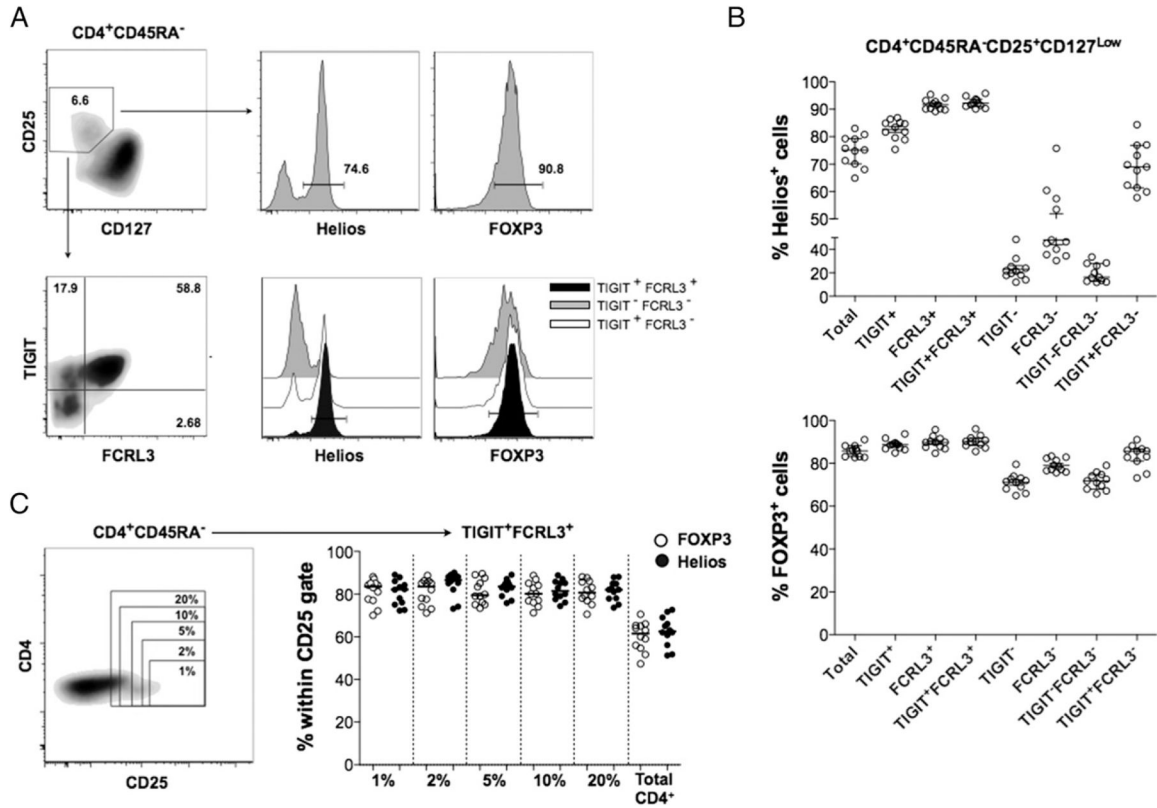 A
CD4+CD45RA-
CD25
6.6
CD127
74.6
Helios
90.8
FOXP3
TIGIT
17.9
58.8
2.68
FCRL3
Helios
FOXP3
TIGIT + FCRL3 +
TIGIT - FCRL3 -
TIGIT + FCRL3 -
B
CD4+CD45RA-CD25+CD127Low
% Helios+ cells
100
90
80
70
60
50
40
20
0
Total
TIGIT+
FCRL3+
TIGIT+FCRL3+
TIGIT-
FCRL3-
TIGIT-FCRL3-
TIGIT+FCRL3-
% FOXP3+ cells
100
80
60
40
20
0
Total
TIGIT+
FCRL3+
TIGIT+FCRL3+
TIGIT-
FCRL3-
TIGIT-FCRL3-
TIGIT+FCRL3-
C
CD4+CD45RA-
TIGIT+FCRL3+
CD4
20%
10%
5%
2%
1%
CD25
FOXP3
Helios
% within CD25 gate
100
80
60
40
20
0
1% 2% 5% 10% 20% Total
CD4+